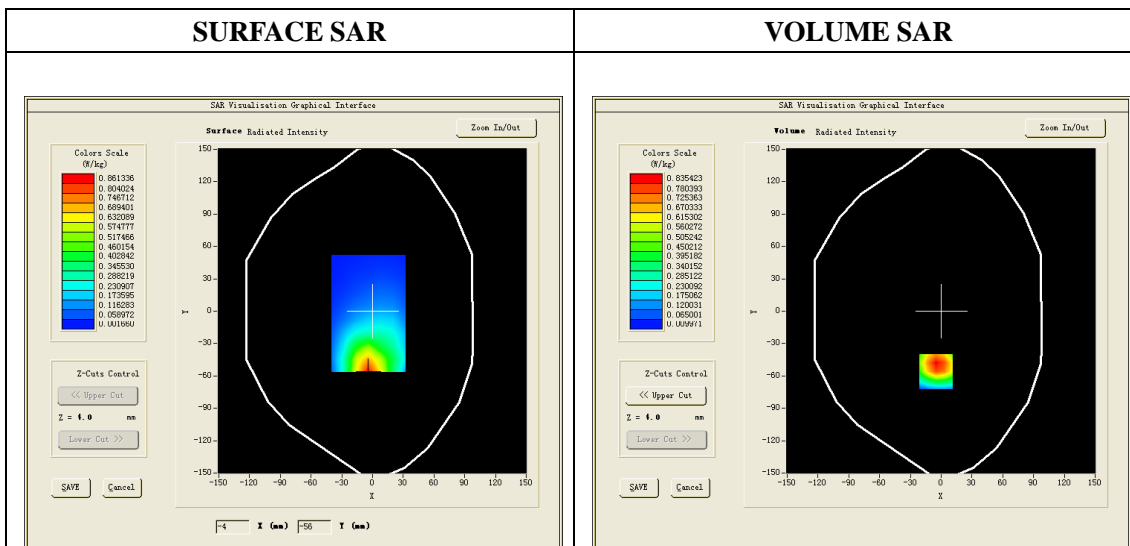 SURFACE SAR
VOLUME SAR
SAR Visualisation Graphical Interface
Surface Radiated Intensity
Zoom In/Out
Colors Scale
(W/kg)
0.861336
0.804024
0.746712
0.689401
0.632089
0.574777
0.517466
0.460154
0.402842
0.345530
0.288219
0.230907
0.173595
0.116283
0.058972
0.001660
150
120
90
60
30
0
-30
-60
-90
-120
-150
Y
-150 -120 -90 -60 -30 0 30 60 90 120 150
X
Z-Cuts Control
<< Upper Cut
Z = 4.0 mm
Lower Cut >>
SAVE Cancel
-4 X (mm) -56 Y (mm)
SAR Visualisation Graphical Interface
Volume Radiated Intensity
Zoom In/Out
Colors Scale
(W/kg)
0.835423
0.780393
0.725363
0.670333
0.615302
0.560272
0.505242
0.450212
0.395182
0.340152
0.285122
0.230092
0.175062
0.120031
0.065001
0.009971
150
120
90
60
30
0
-30
-60
-90
-120
-150
Y
-150 -120 -90 -60 -30 0 30 60 90 120 150
X
Z-Cuts Control
<< Upper Cut
Z = 4.0 mm
Lower Cut >>
SAVE Cancel